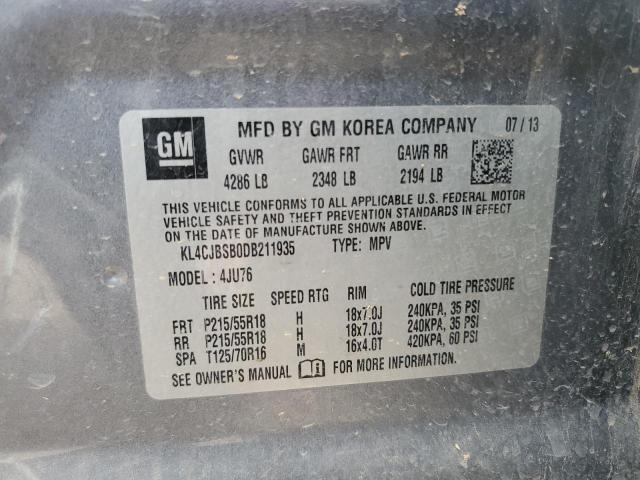 GM
MFD BY GM KOREA COMPANY 07/13
GVWR GAWR FRT GAWR RR
4286 LB 2348 LB 2194 LB
THIS VEHICLE CONFORMS TO ALL APPLICABLE U.S. FEDERAL MOTOR
VEHICLE SAFETY AND THEFT PREVENTION STANDARDS IN EFFECT
ON THE DATE OF MANUFACTURE SHOWN ABOVE.
KL4CJBSB0DB211935 TYPE: MPV
MODEL: 4JU76
TIRE SIZE SPEED RTG RIM COLD TIRE PRESSURE
FRT P215/55R18 H 18x7.0J 240KPA, 35 PSI
RR P215/55R18 H 18x7.0J 240KPA, 35 PSI
SPA T125/70R16 M 16x4.0T 420KPA, 60 PSI
SEE OWNER'S MANUAL FOR MORE INFORMATION.